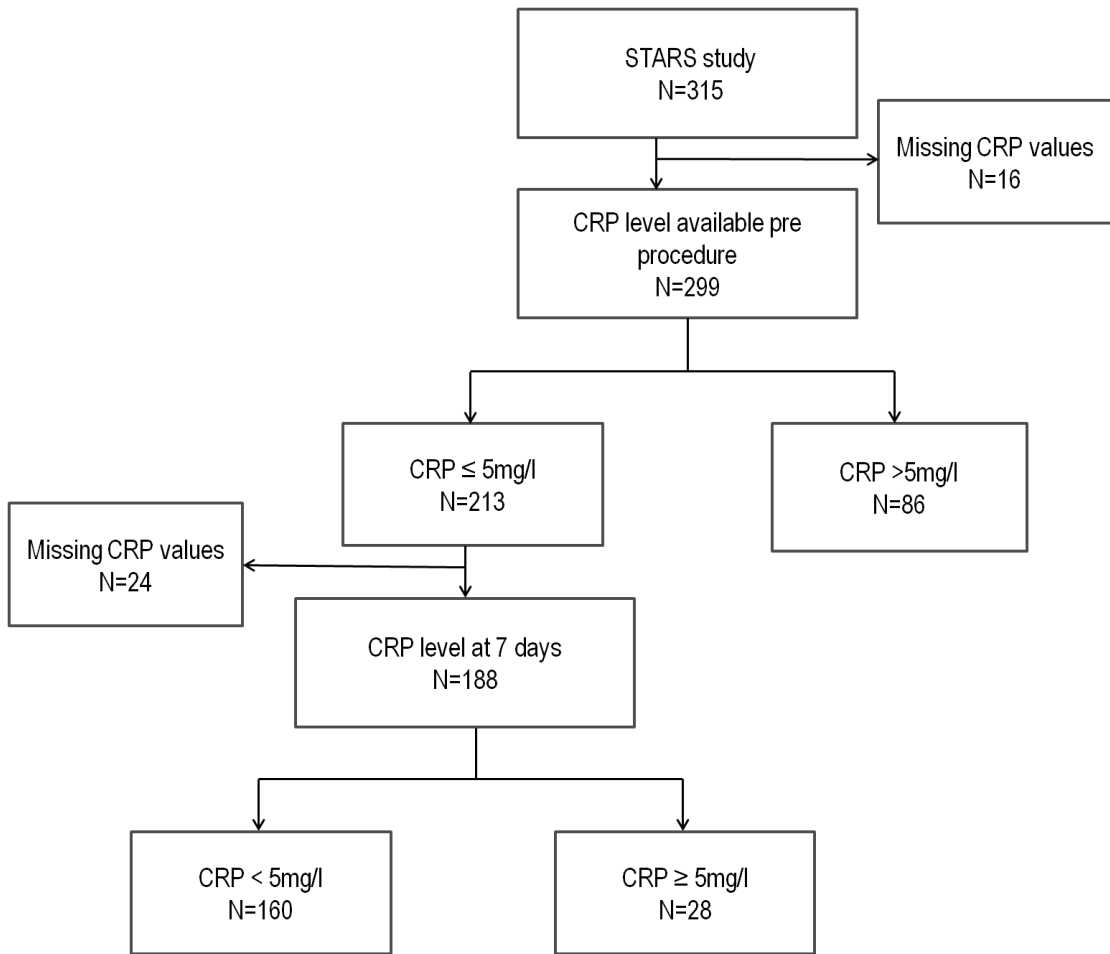 STARS study
N=315
Missing CRP values
N=16
CRP level available pre
procedure
N=299
CRP ≤ 5mg/l
N=213
CRP >5mg/l
N=86
Missing CRP values
N=24
CRP level at 7 days
N=188
CRP < 5mg/l
N=160
CRP ≥ 5mg/l
N=28